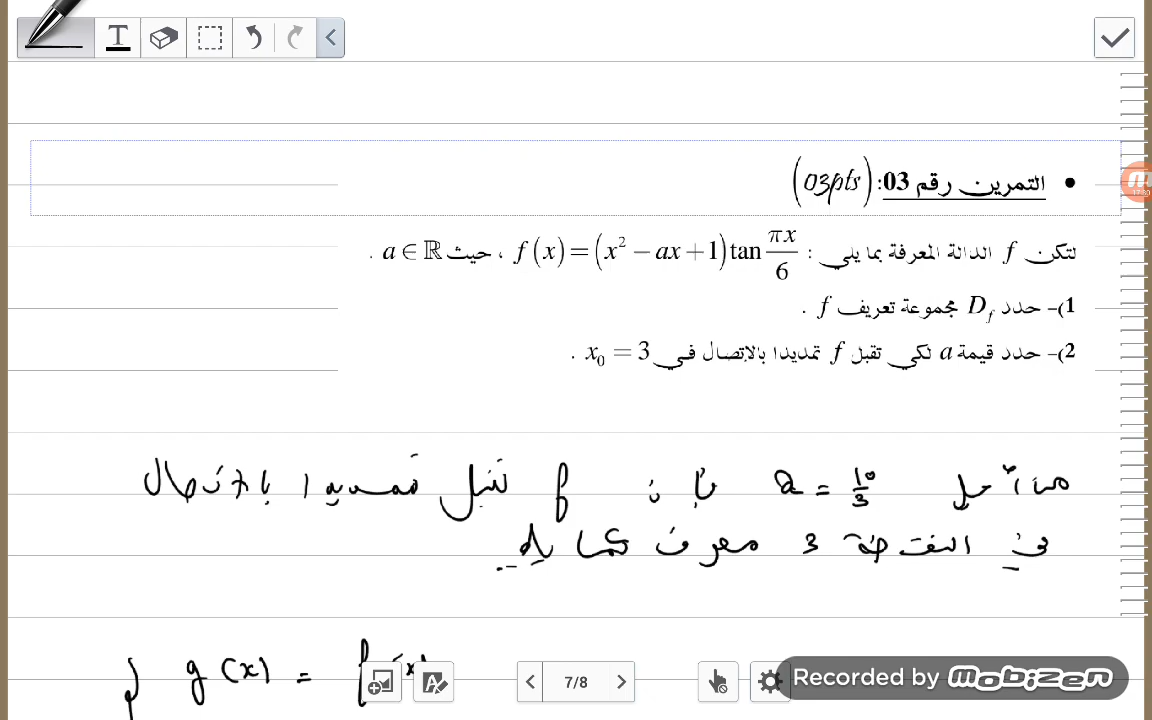 • التمرين رقم 03: (03pts)
لتكن f الدالة المعرفة بما يلي : f(x)=(x²−ax+1)tan πx/6 ، حيث a∈ℝ .
1)- حدد D_f مجموعة تعريف f .
2)- حدد قيمة a لكي تقبل f تمديدا بالاتصال في x₀ = 3 .
من أجل a = 10/3 فإن f تقبل تمديدا بالاتصال
في النقطة 3 معرف كما يلي
g(x) = f(x)
7/8
Recorded by mobizen